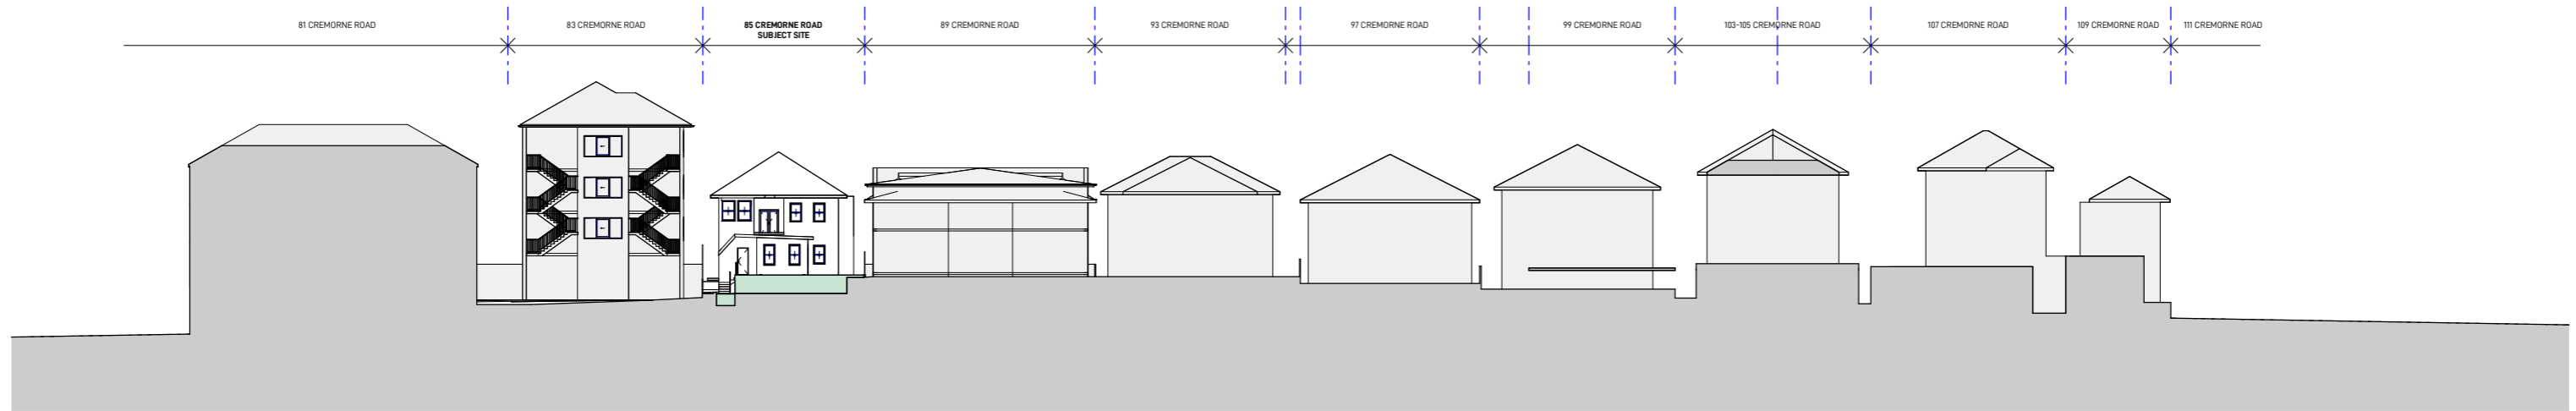 81 CREMORNE ROAD
83 CREMORNE ROAD
85 CREMORNE ROAD
SUBJECT SITE
89 CREMORNE ROAD
93 CREMORNE ROAD
97 CREMORNE ROAD
99 CREMORNE ROAD
103-105 CREMORNE ROAD
107 CREMORNE ROAD
109 CREMORNE ROAD
111 CREMORNE ROAD